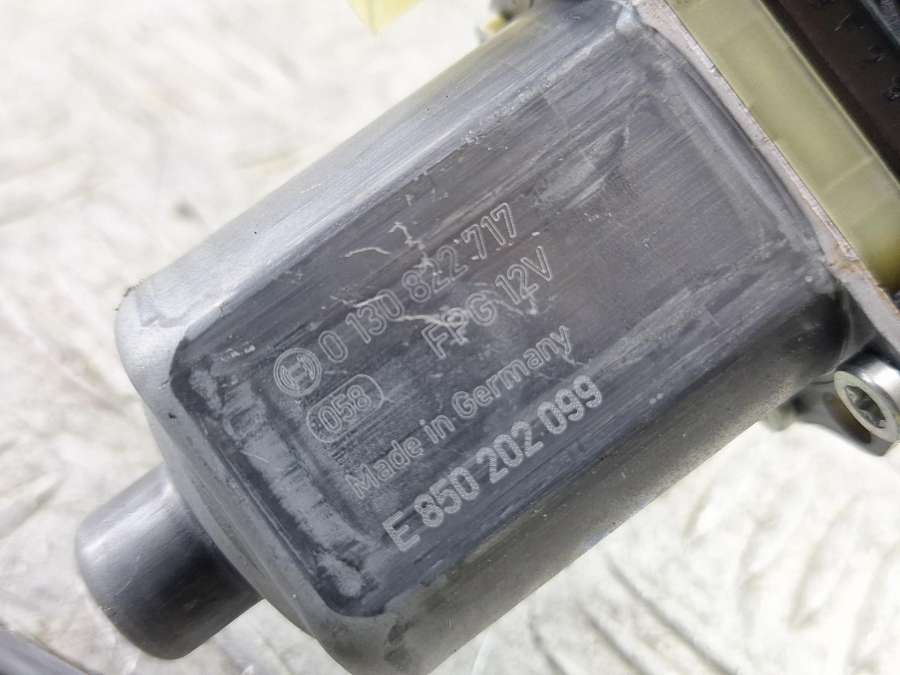 0 130 822 717
FPG 12V
058
Made in Germany
E 850 202 099